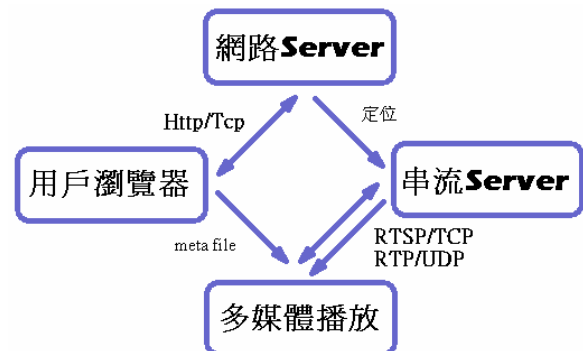 網路Server
Http/Tcp
定位
用戶瀏覽器
串流Server
meta file
RTSP/TCP
RTP/UDP
多媒體播放